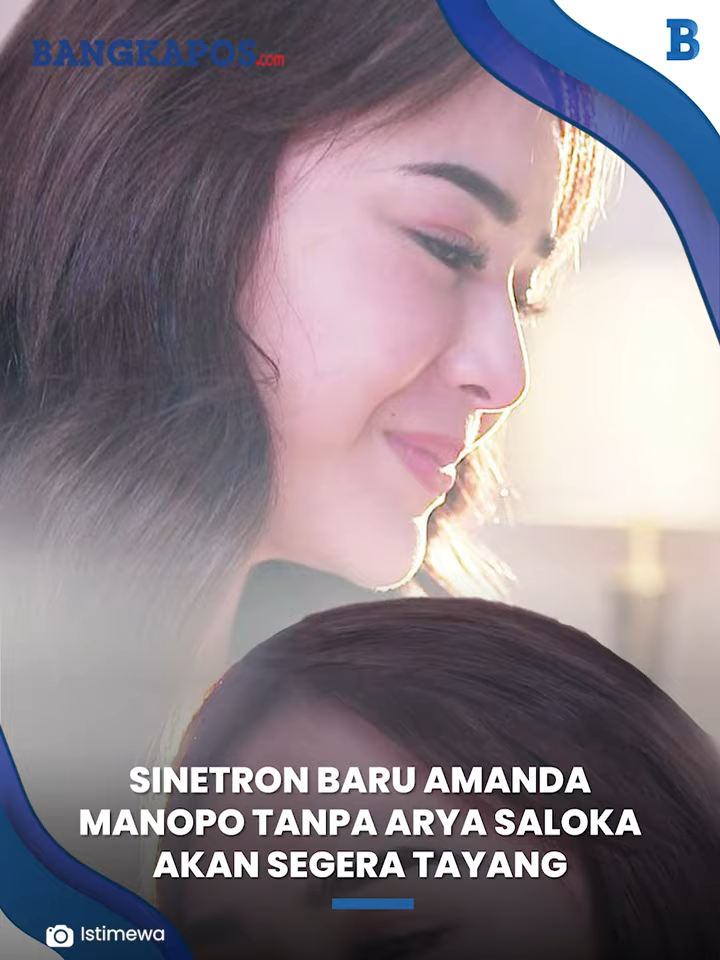 BANGKAPOS.com
B
SINETRON BARU AMANDA
MANOPO TANPA ARYA SALOKA
AKAN SEGERA TAYANG
Istimewa